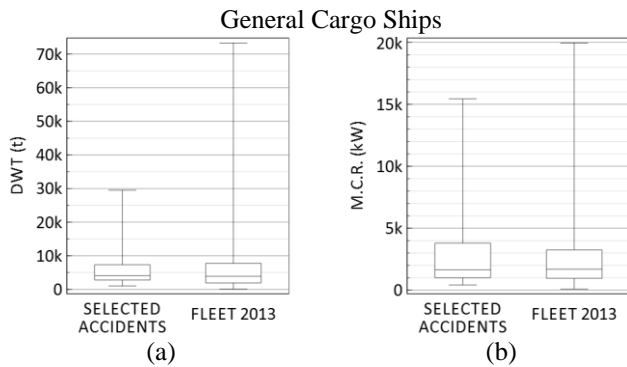 General Cargo Ships
DWT (t)
70k
60k
50k
40k
30k
20k
10k
0
SELECTED
ACCIDENTS
FLEET 2013
(a)
M.C.R. (kW)
20k
15k
10k
5k
0
SELECTED
ACCIDENTS
FLEET 2013
(b)